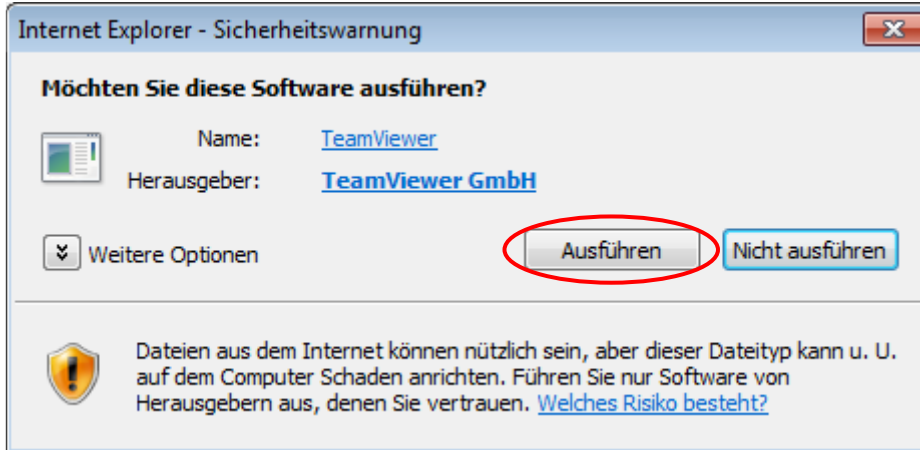 Internet Explorer - Sicherheitswarnung
Möchten Sie diese Software ausführen?
Name: TeamViewer
Herausgeber: TeamViewer GmbH
Weitere Optionen Ausführen Nicht ausführen
Dateien aus dem Internet können nützlich sein, aber dieser Dateityp kann u. U.
auf dem Computer Schaden anrichten. Führen Sie nur Software von
Herausgebern aus, denen Sie vertrauen. Welches Risiko besteht?